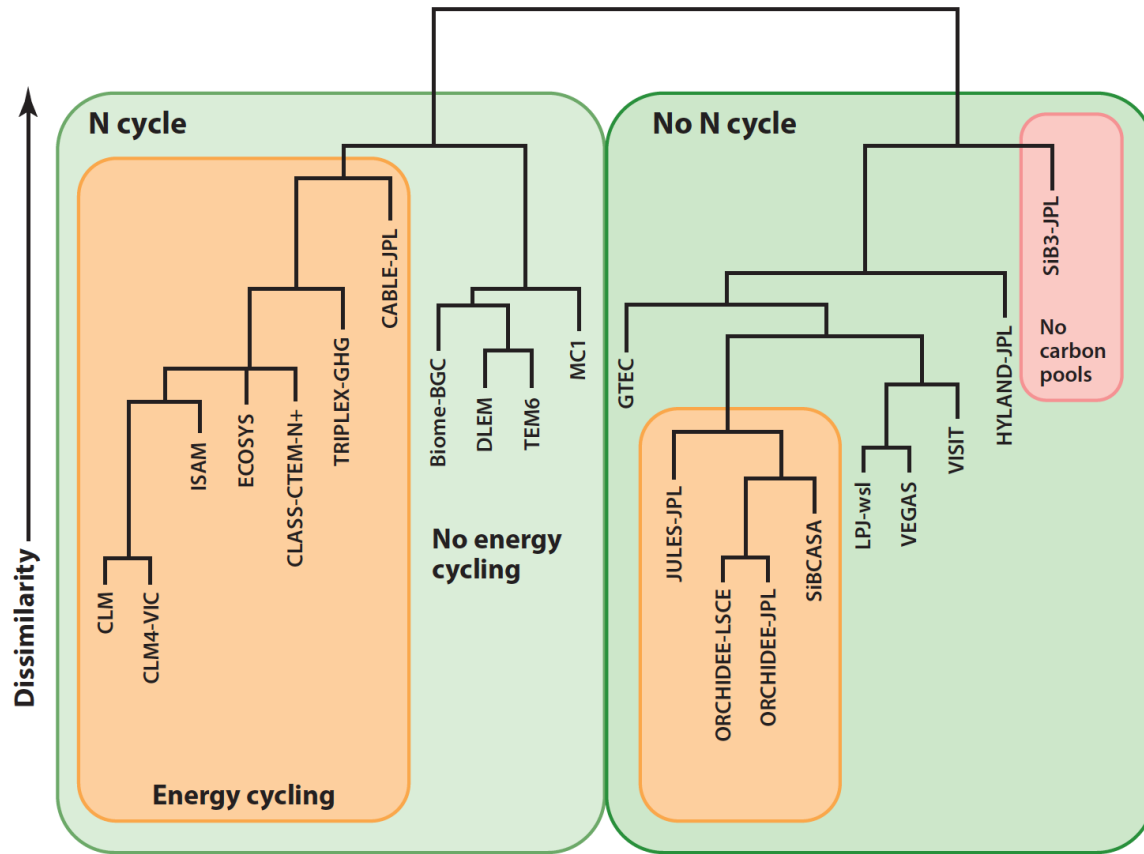 Dissimilarity
N cycle
No N cycle
CABLE-JPL
SiB3-JPL
TRIPLEX-GHG
Biome-BGC
DLEM
TEM6
MC1
GTEC
HYLAND-JPL
No
carbon
pools
ISAM
ECOSYS
CLASS-CTEM-N+
CLM
CLM4-VIC
No energy
cycling
JULES-JPL
ORCHIDEE-LSCE
ORCHIDEE-JPL
SiBCASA
LPJ-wsl
VEGAS
VISIT
Energy cycling